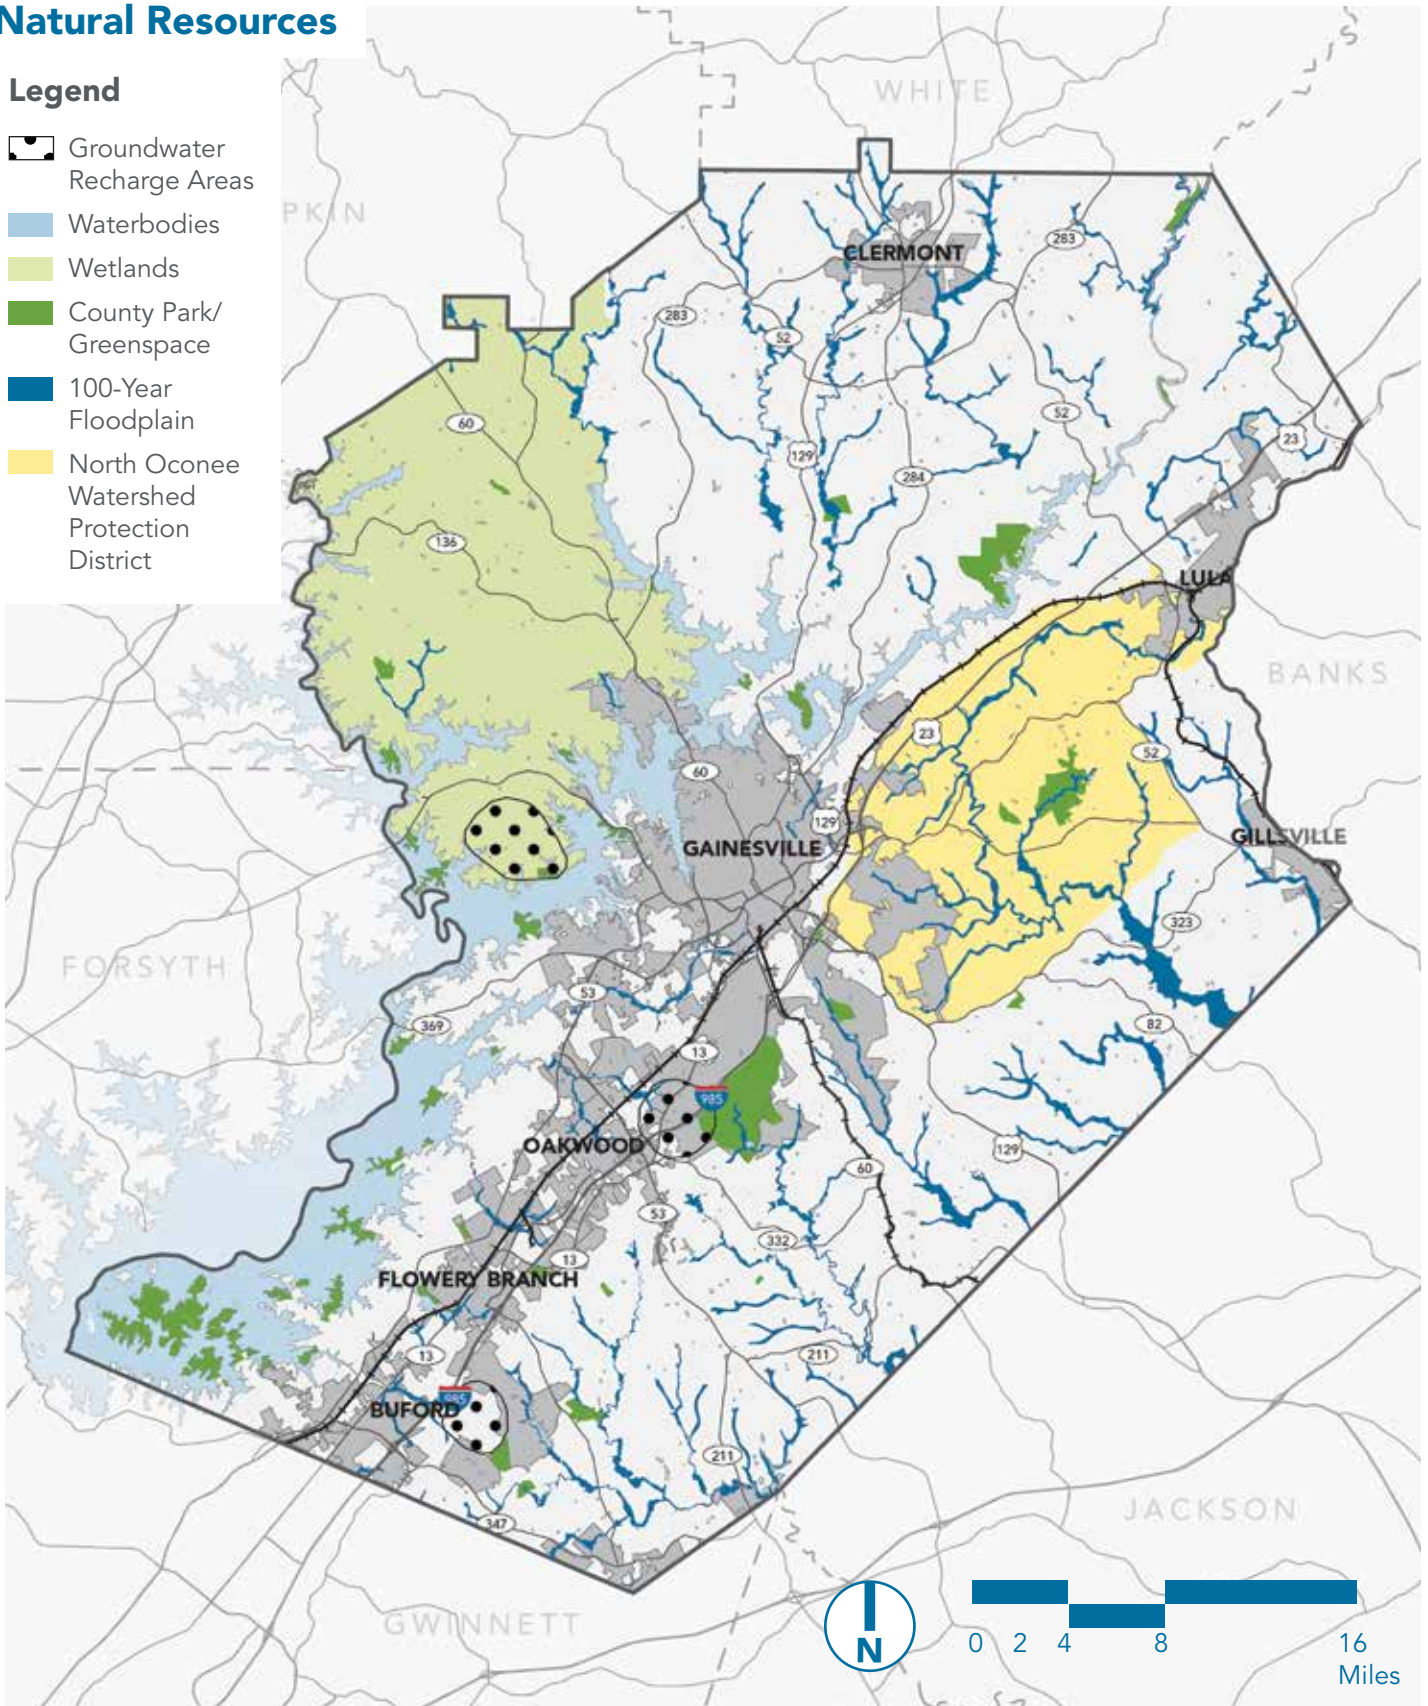 Natural Resources
Legend
Groundwater
Recharge Areas
Waterbodies
Wetlands
County Park/
Greenspace
100-Year
Floodplain
North Oconee
Watershed
Protection
District
WHITE
PKIN
CLERMONT
283
283
52
60
52
23
129
284
136
LULA
BANKS
23
52
60
129
GAINESVILLE
GILLSVILLE
323
FORSYTH
53
369
82
13
985
OAKWOOD
129
60
53
332
13
FLOWERY BRANCH
13
211
985
BUFORD
211
347
JACKSON
GWINNETT
N
0 2 4 8 16
Miles